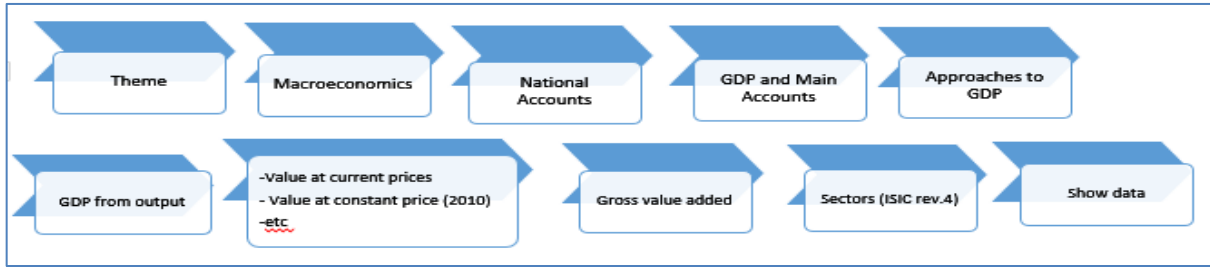 Theme
Macroeconomics
National
Accounts
GDP and Main
Accounts
Approaches to
GDP
GDP from output
-Value at current prices
- Value at constant price (2010)
-etc
Gross value added
Sectors (ISIC rev.4)
Show data